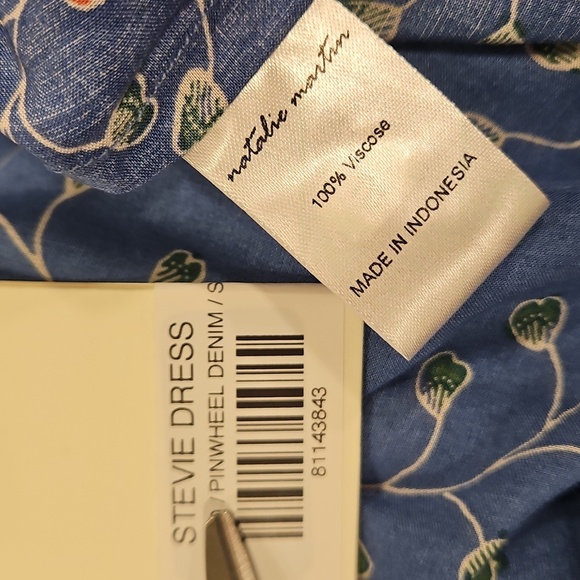 natalie martin
100% Viscose
MADE IN INDONESIA
STEVIE DRESS
PINWHEEL DENIM / S
81143843